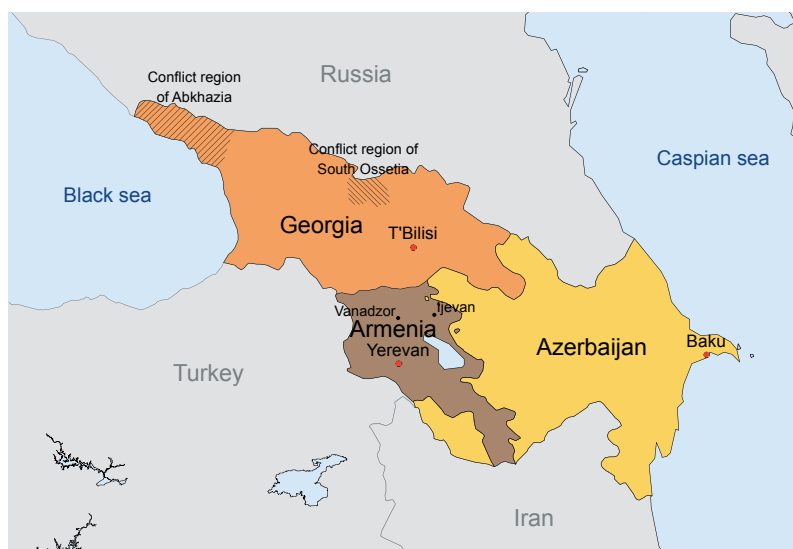 Russia
Conflict region
of Abkhazia
Conflict region of
South Ossetia
Caspian sea
Black sea
Georgia
T'Bilisi
Vanadzor
Ijevan
Armenia
Yerevan
Azerbaijan
Baku
Turkey
Iran